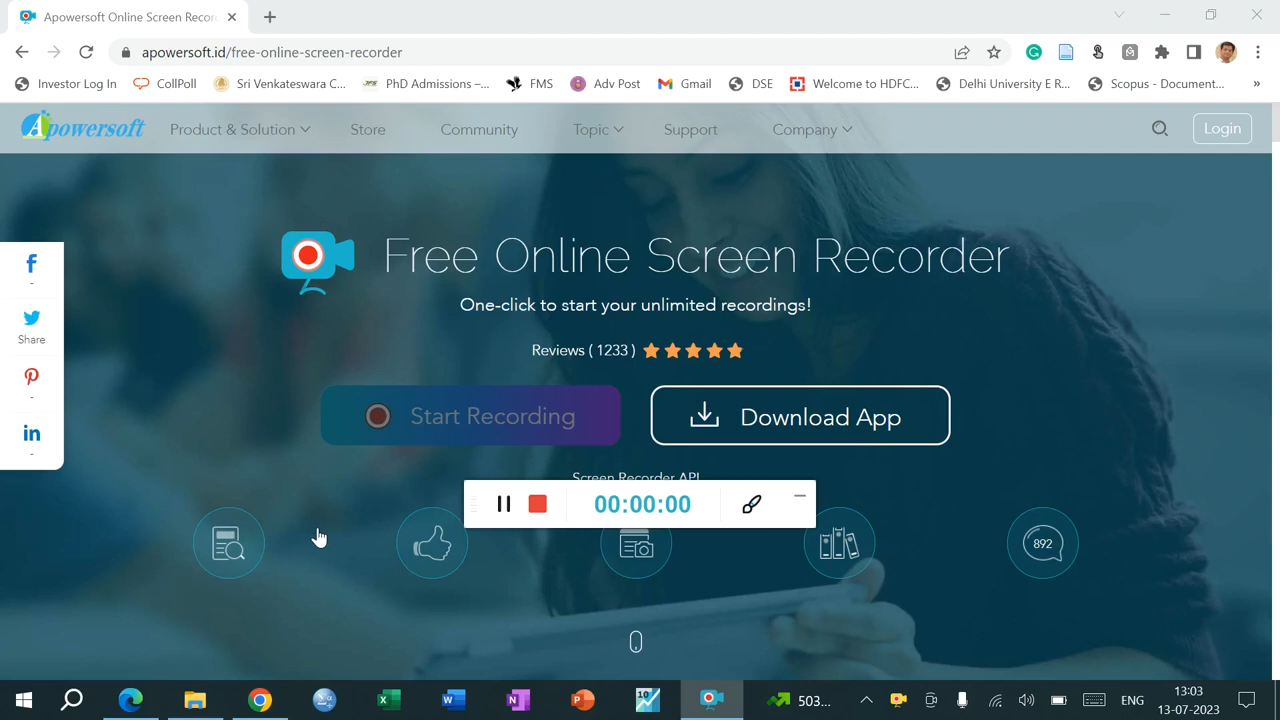 Apowersoft Online Screen Recor
apowersoft.id/free-online-screen-recorder
Investor Log In
CollPoll
Sri Venkateswara C...
PhD Admissions –...
FMS
Adv Post
Gmail
DSE
Welcome to HDFC...
Delhi University E R...
Scopus - Document...
»
Apowersoft
Product & Solution
Store
Community
Topic
Support
Company
Login
Free Online Screen Recorder
One-click to start your unlimited recordings!
Reviews ( 1233 )
Share
Start Recording
Download App
Screen Recorder API
00:00:00
892
10
503...
ENG
13:03
13-07-2023